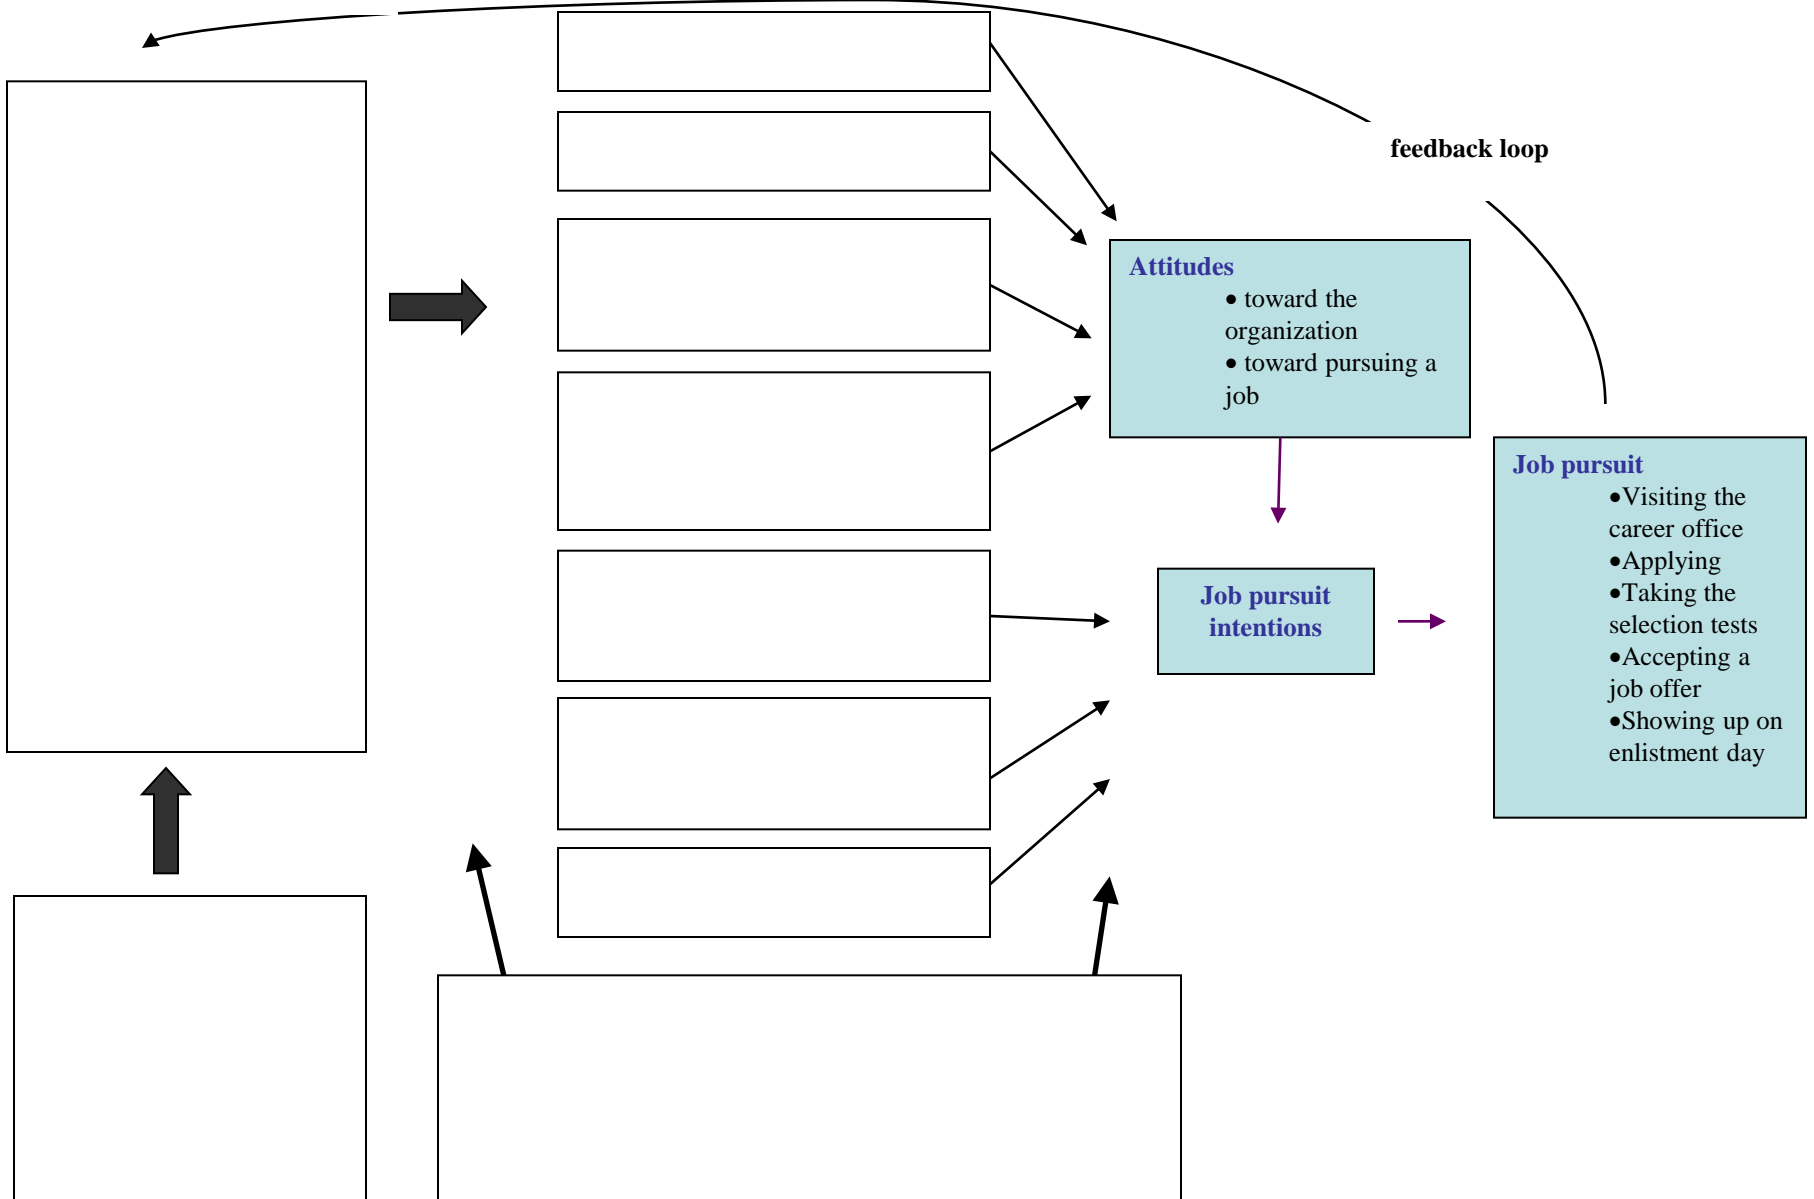 feedback loop
Attitudes
• toward the
organization
• toward pursuing a
job
Job pursuit
•Visiting the
career office
•Applying
•Taking the
selection tests
•Accepting a
job offer
•Showing up on
enlistment day
Job pursuit
intentions